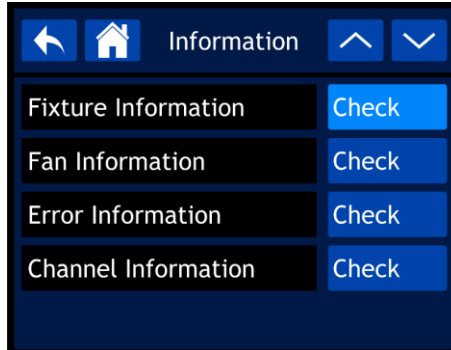 Information
Fixture Information Check
Fan Information Check
Error Information Check
Channel Information Check